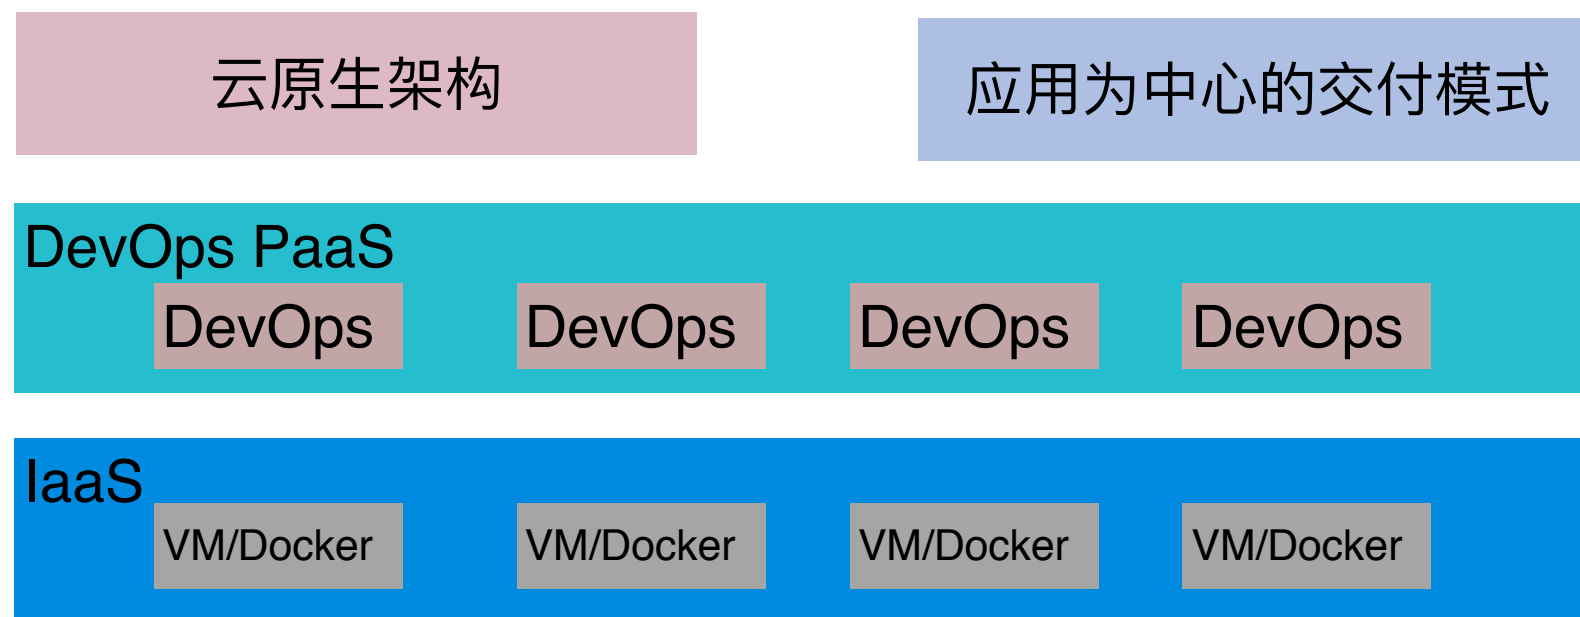 云原生架构
应用为中心的交付模式
DevOps PaaS
DevOps
DevOps
DevOps
DevOps
IaaS
VM/Docker
VM/Docker
VM/Docker
VM/Docker